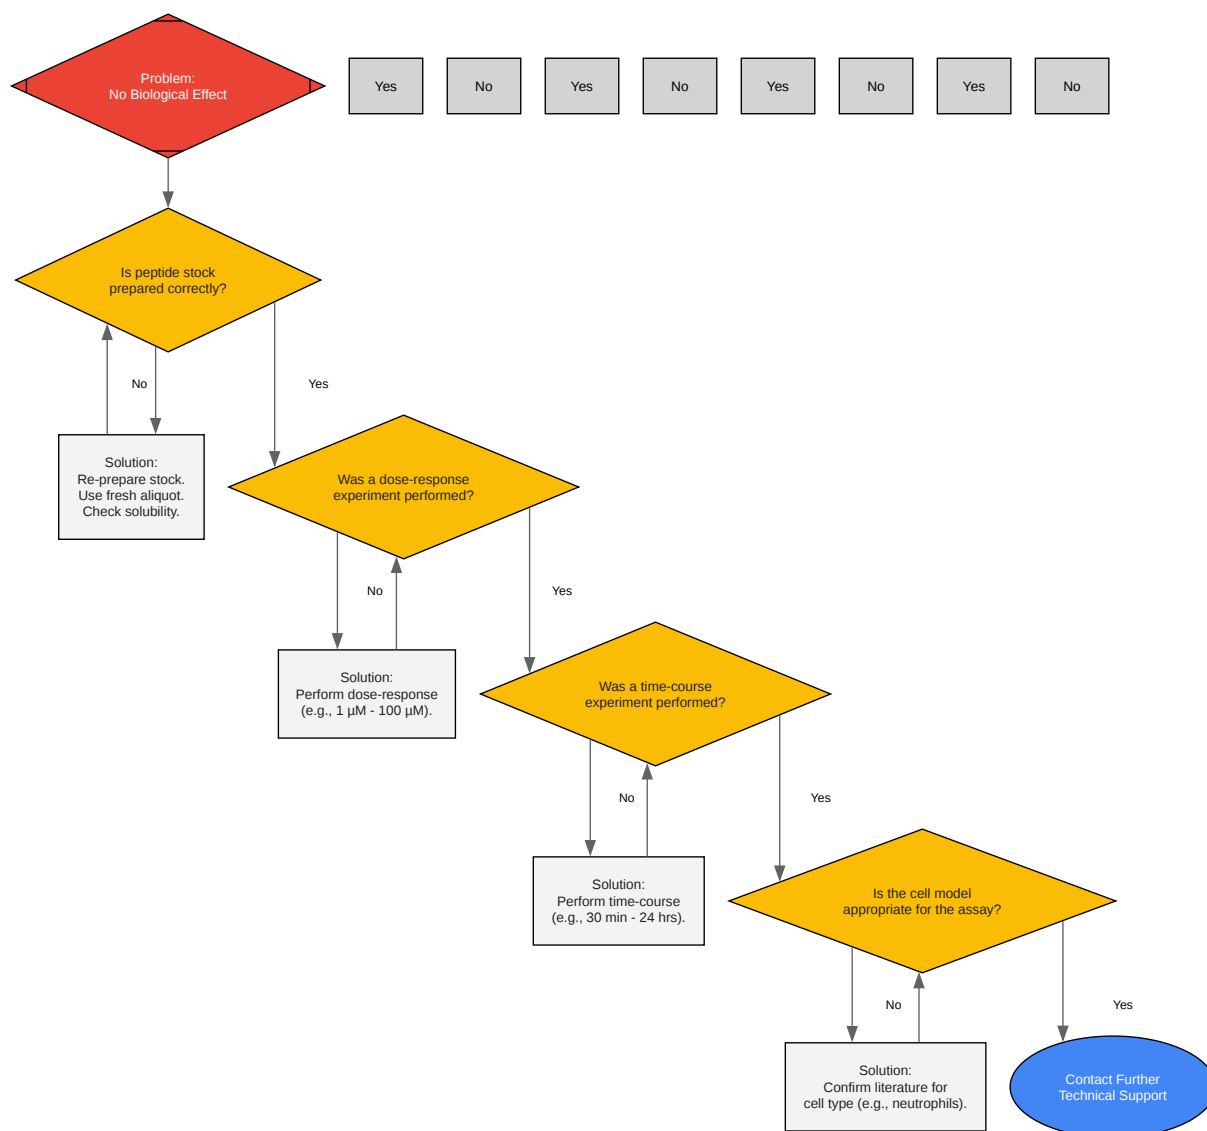 Problem:
No Biological Effect
Yes
No
Yes
No
Yes
No
Yes
No
Is peptide stock
prepared correctly?
No
Yes
Solution:
Re-prepare stock.
Use fresh aliquot.
Check solubility.
Was a dose-response
experiment performed?
No
Yes
Solution:
Perform dose-response
(e.g., 1 µM - 100 µM).
Was a time-course
experiment performed?
No
Yes
Solution:
Perform time-course
(e.g., 30 min - 24 hrs).
Is the cell model
appropriate for the assay?
No
Yes
Solution:
Confirm literature for
cell type (e.g., neutrophils).
Contact Further
Technical Support